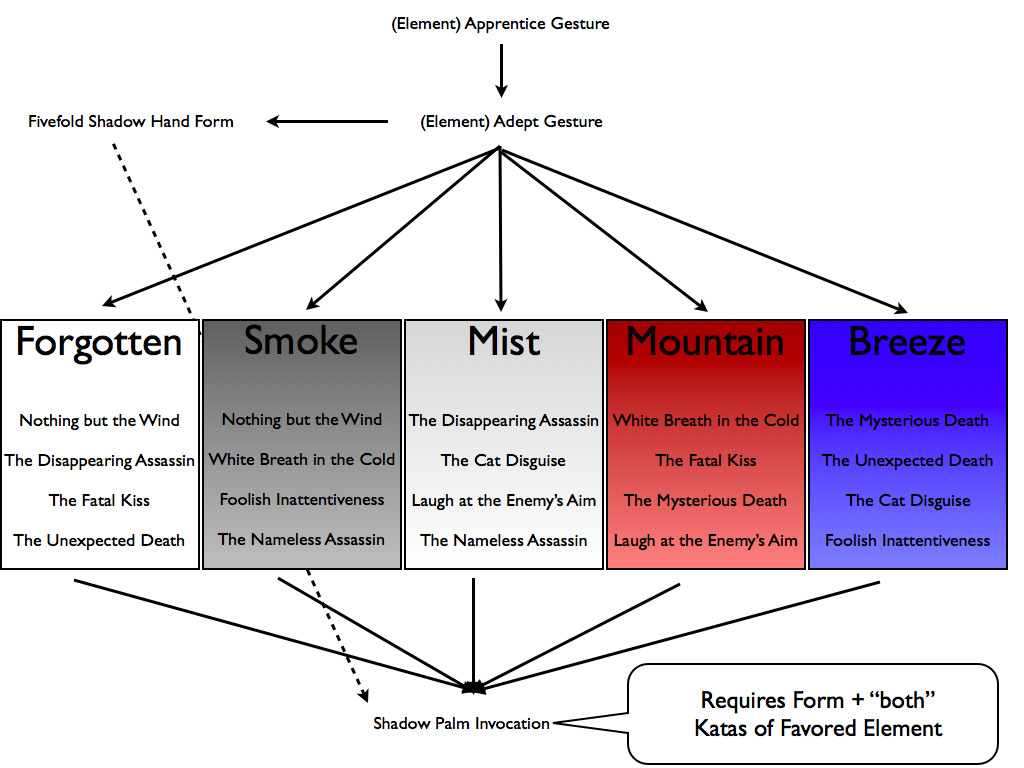 (Element) Apprentice Gesture
Fivefold Shadow Hand Form
(Element) Adept Gesture
Forgotten
Nothing but the Wind
The Disappearing Assassin
The Fatal Kiss
The Unexpected Death
Smoke
Nothing but the Wind
White Breath in the Cold
Foolish Inattentiveness
The Nameless Assassin
Mist
The Disappearing Assassin
The Cat Disguise
Laugh at the Enemy’s Aim
The Nameless Assassin
Mountain
White Breath in the Cold
The Fatal Kiss
The Mysterious Death
Laugh at the Enemy’s Aim
Breeze
The Mysterious Death
The Unexpected Death
The Cat Disguise
Foolish Inattentiveness
Shadow Palm Invocation
Requires Form + “both”
Katas of Favored Element